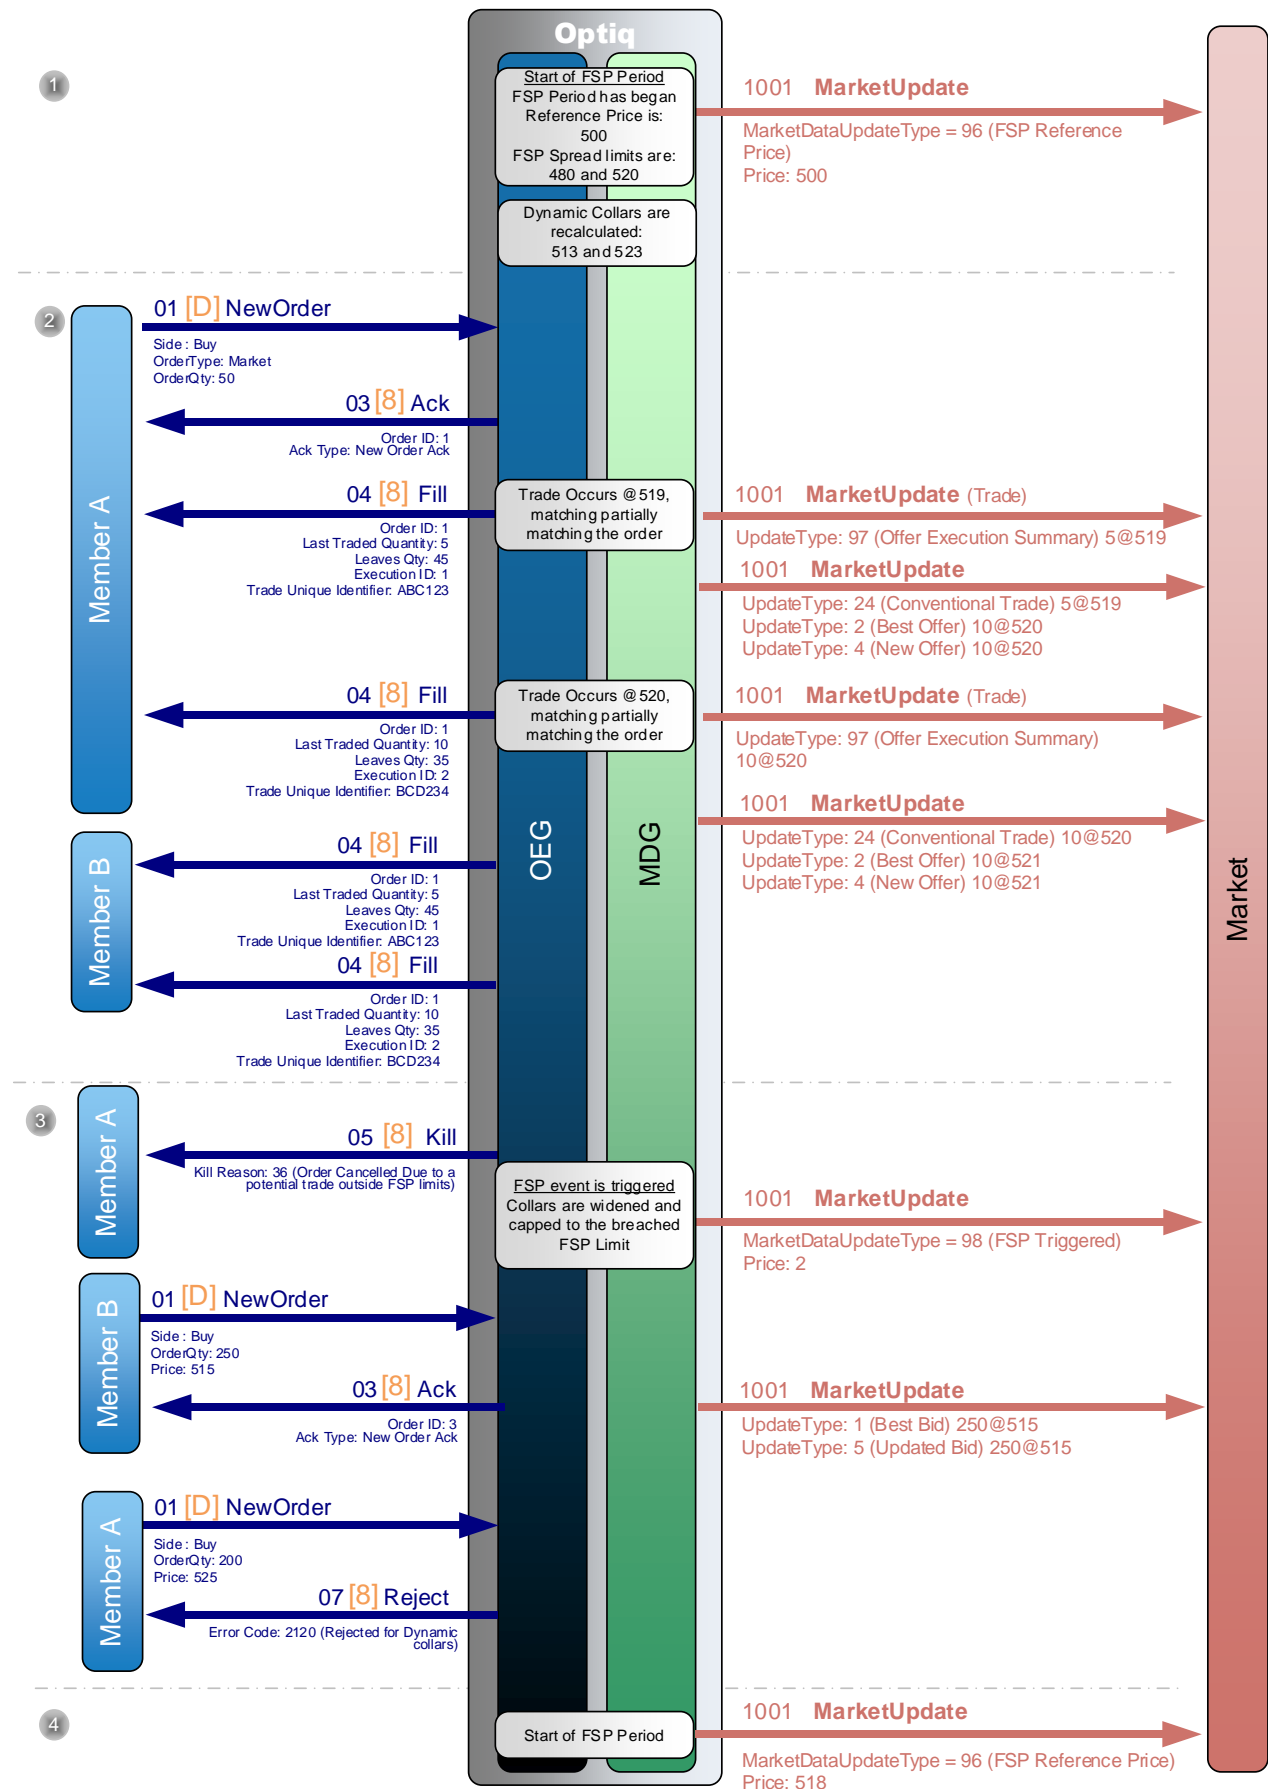 Optiq
1
Start of FSP Period
FSP Period has began
Reference Price is:
500
FSP Spread limits are:
480 and 520
1001 MarketUpdate
MarketDataUpdateType = 96 (FSP Reference
Price)
Price: 500
Dynamic Collars are
recalculated:
513 and 523
2
Member A
01 [D] NewOrder
Side : Buy
OrderType: Market
OrderQty: 50
03 [8] Ack
Order ID: 1
Ack Type: New Order Ack
04 [8] Fill
Order ID: 1
Last Traded Quantity: 5
Leaves Qty: 45
Execution ID: 1
Trade Unique Identifier: ABC123
Trade Occurs @519,
matching partially
matching the order
1001 MarketUpdate (Trade)
UpdateType: 97 (Offer Execution Summary) 5@519
1001 MarketUpdate
UpdateType: 24 (Conventional Trade) 5@519
UpdateType: 2 (Best Offer) 10@520
UpdateType: 4 (New Offer) 10@520
04 [8] Fill
Order ID: 1
Last Traded Quantity: 10
Leaves Qty: 35
Execution ID: 2
Trade Unique Identifier: BCD234
Trade Occurs @520,
matching partially
matching the order
1001 MarketUpdate (Trade)
UpdateType: 97 (Offer Execution Summary)
10@520
1001 MarketUpdate
UpdateType: 24 (Conventional Trade) 10@520
UpdateType: 2 (Best Offer) 10@521
UpdateType: 4 (New Offer) 10@521
OEG
MDG
Market
Member B
04 [8] Fill
Order ID: 1
Last Traded Quantity: 5
Leaves Qty: 45
Execution ID: 1
Trade Unique Identifier: ABC123
04 [8] Fill
Order ID: 1
Last Traded Quantity: 10
Leaves Qty: 35
Execution ID: 2
Trade Unique Identifier: BCD234
3
Member A
05 [8] Kill
Kill Reason: 36 (Order Cancelled Due to a
potential trade outside FSP limits)
FSP event is triggered
Collars are widened and
capped to the breached
FSP Limit
1001 MarketUpdate
MarketDataUpdateType = 98 (FSP Triggered)
Price: 2
Member B
01 [D] NewOrder
Side : Buy
OrderQty: 250
Price: 515
03 [8] Ack
Order ID: 3
Ack Type: New Order Ack
1001 MarketUpdate
UpdateType: 1 (Best Bid) 250@515
UpdateType: 5 (Updated Bid) 250@515
Member A
01 [D] NewOrder
Side : Buy
OrderQty: 200
Price: 525
07 [8] Reject
Error Code: 2120 (Rejected for Dynamic
collars)
4
Start of FSP Period
1001 MarketUpdate
MarketDataUpdateType = 96 (FSP Reference Price)
Price: 518